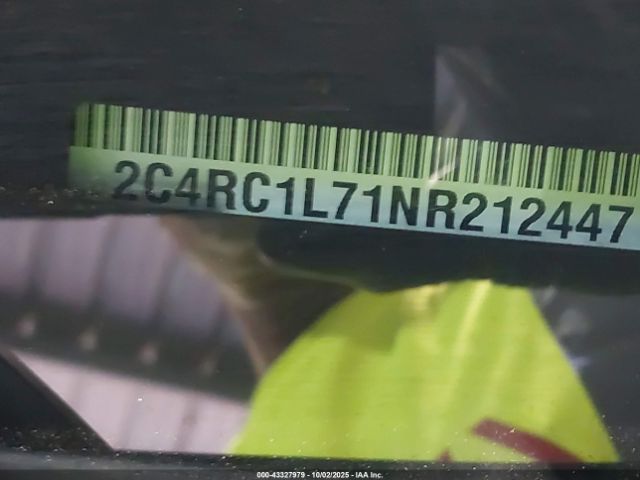 2C4RC1L71NR212447
000-43327979 - 10/02/2025 - IAA Inc.